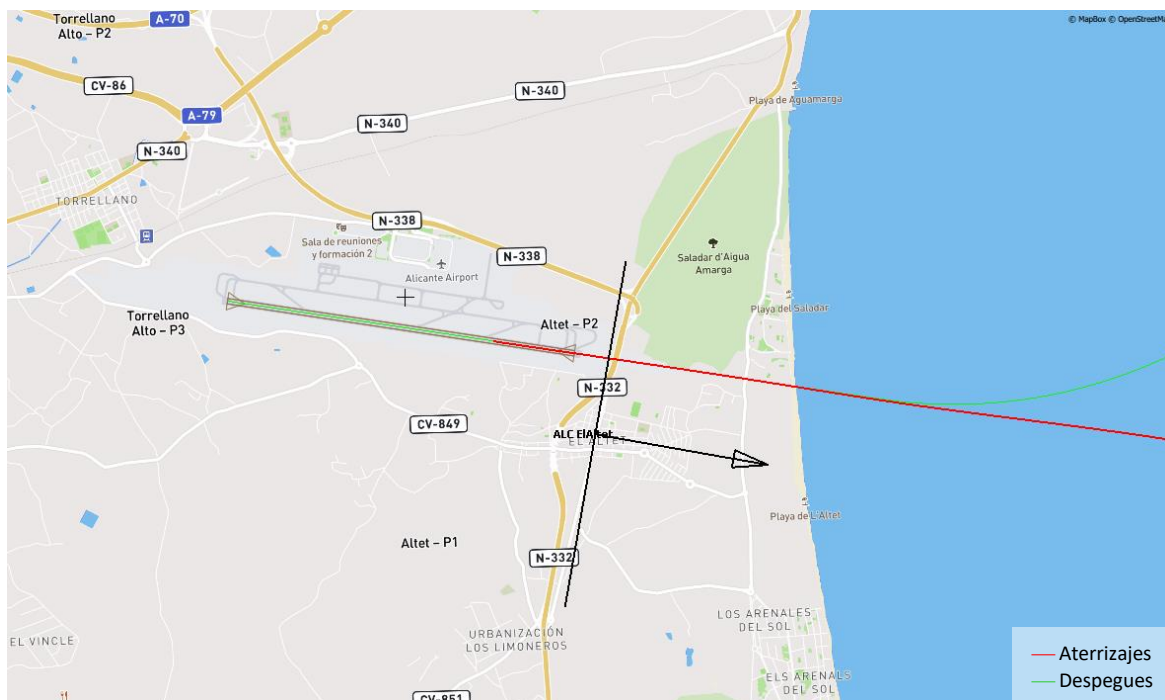 © MapBox © OpenStreetMa
Torrellano
Alto – P2
A-70
CV-86
N-340
A-79
N-340
Playa de Aguamarga
N-340
TORRELLANO
N-338
Sala de reuniones
y formación 2
N-338
Saladar d'Aigua
Amarga
Alicante Airport
Torrellano
Alto – P3
Altet – P2
Playa del Saladar
N-332
CV-849
ALC ElAltet
EL ALTET
Playa de L'Altet
Altet – P1
N-332
LOS ARENALES
DEL SOL
URBANIZACIÓN
LOS LIMONEROS
EL VINCLE
Aterrizajes
ELS ARENALS
DEL SOL
Despegues
CV-851